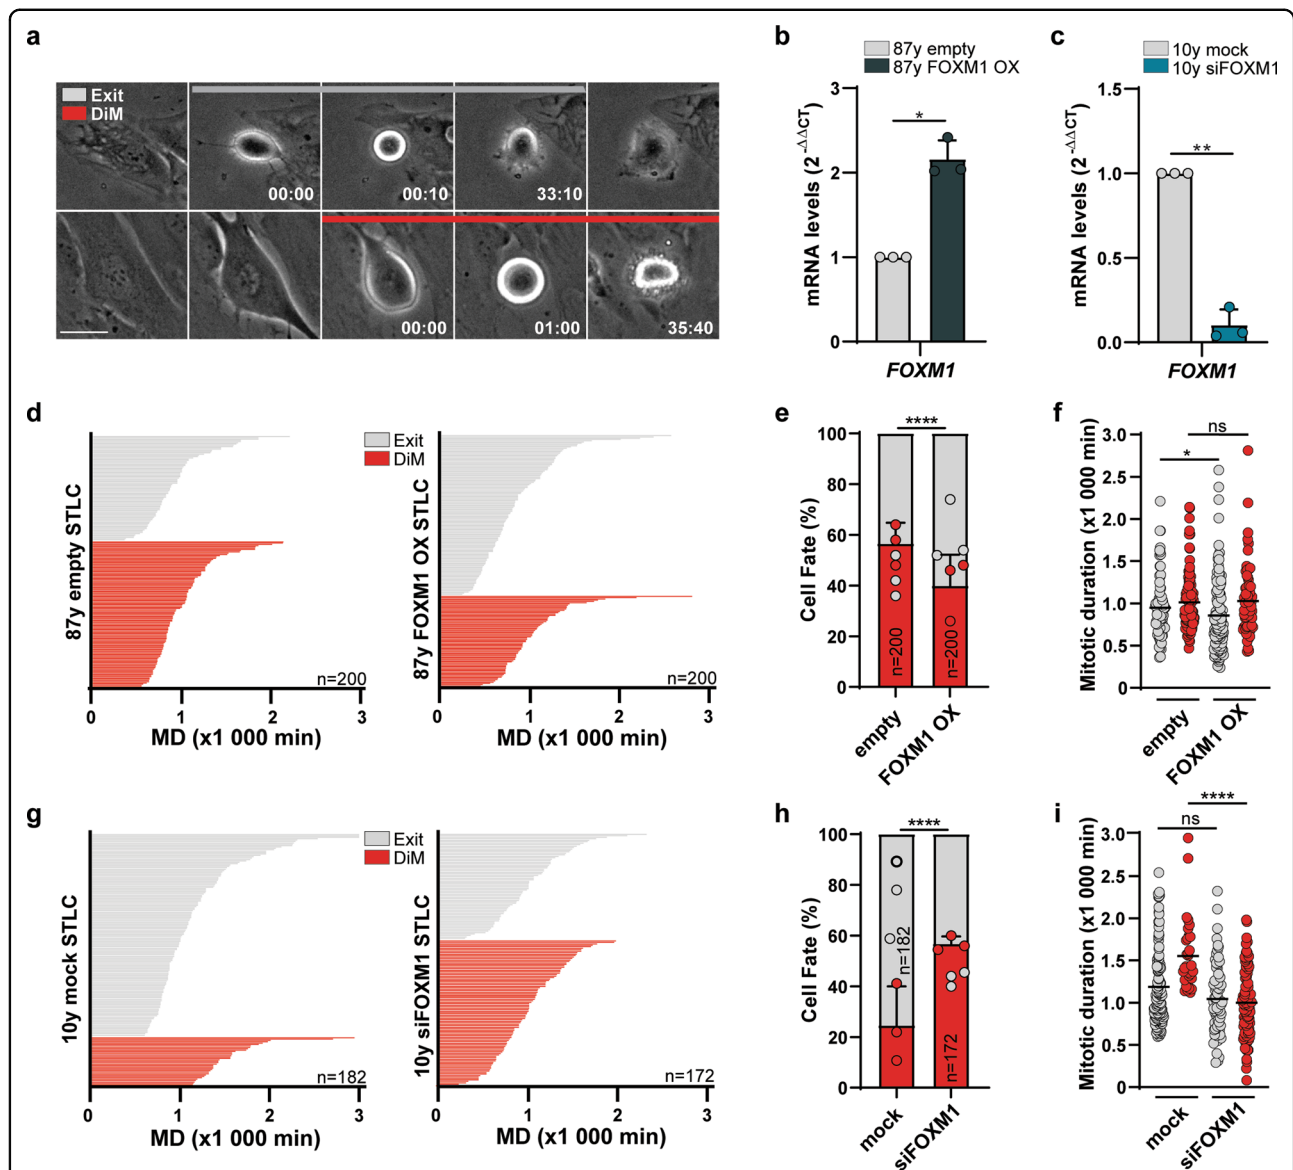 a
Exit
DiM
00:00
00:10
33:10
00:00
01:00
35:40
b
87y empty
87y FOXM1 OX
mRNA levels (2^-ΔΔCT)
3
2
1
0
*
FOXM1
c
10y mock
10y siFOXM1
mRNA levels (2^-ΔΔCT)
1.5
1.0
0.5
0.0
**
FOXM1
d
87y empty STLC
n=200
0 1 2 3
MD (x1 000 min)
Exit
DiM
87y FOXM1 OX STLC
n=200
0 1 2 3
MD (x1 000 min)
e
****
Cell Fate (%)
100
80
60
40
20
0
n=200
n=200
empty
FOXM1 OX
f
ns
*
Mitotic duration (x1 000 min)
3.0
2.5
2.0
1.5
1.0
0.5
0
empty
FOXM1 OX
g
10y mock STLC
n=182
0 1 2 3
MD (x1 000 min)
Exit
DiM
10y siFOXM1 STLC
n=172
0 1 2 3
MD (x1 000 min)
h
****
Cell Fate (%)
100
80
60
40
20
0
n=182
n=172
mock
siFOXM1
i
****
ns
Mitotic duration (x1 000 min)
3.0
2.5
2.0
1.5
1.0
0.5
0
mock
siFOXM1